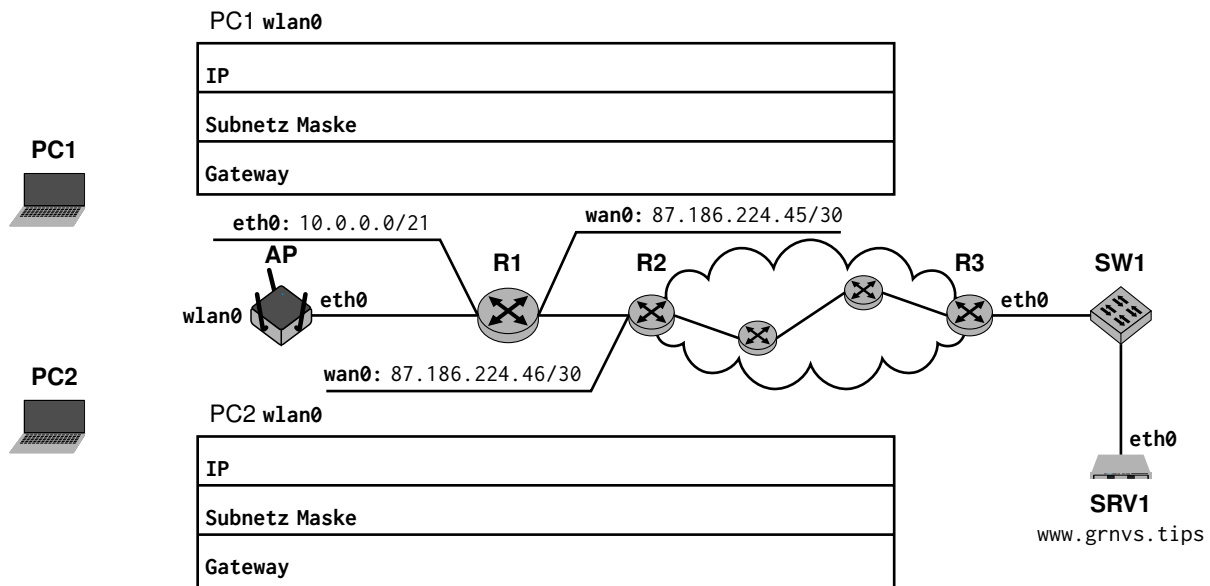 PC1 wlan0
IP
Subnetz Maske
Gateway
PC1
eth0: 10.0.0.0/21
wan0: 87.186.224.45/30
AP
R1
R2
R3
SW1
wlan0
eth0
eth0
wan0: 87.186.224.46/30
PC2
PC2 wlan0
IP
Subnetz Maske
Gateway
eth0
SRV1
www.grnvs.tips